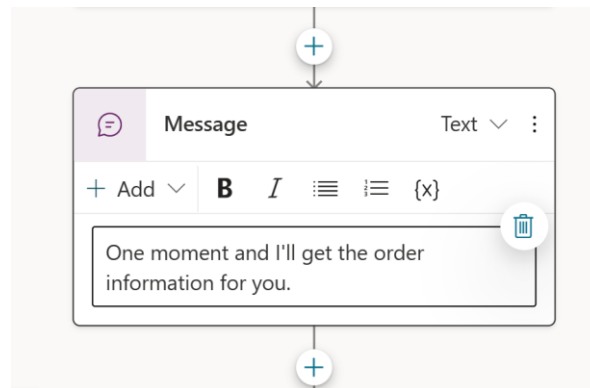 Message Text
Add B I {x}
One moment and I'll get the order
information for you.